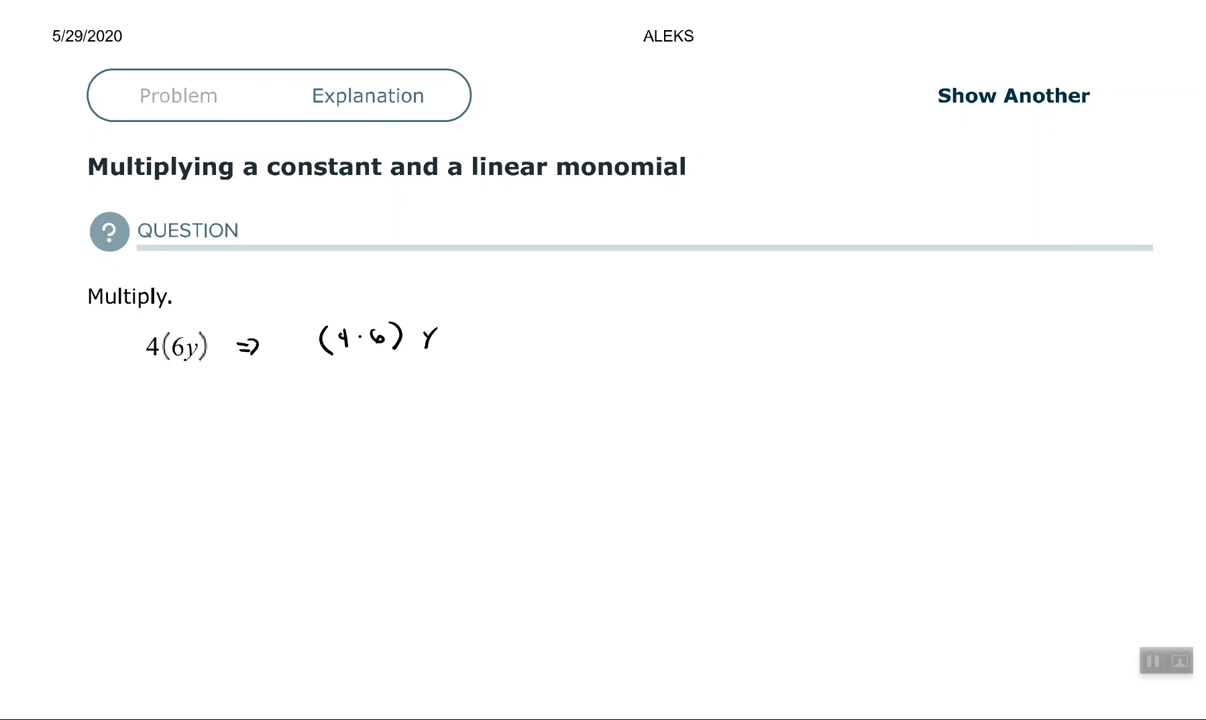 5/29/2020 ALEKS
Problem Explanation Show Another
Multiplying a constant and a linear monomial
? QUESTION
Multiply.
4(6y) => (4·6) Y